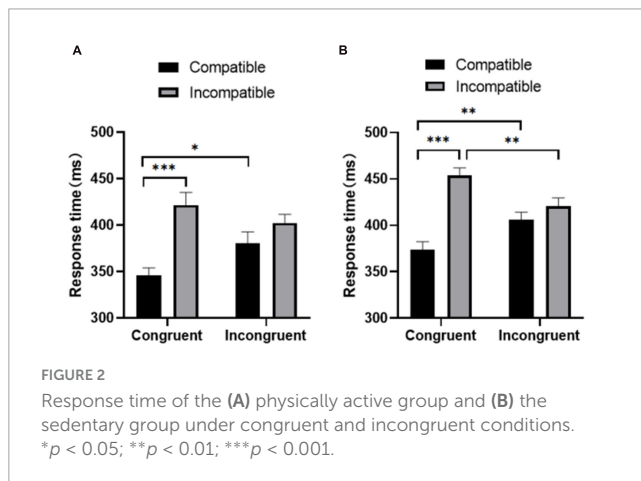 A
B
Compatible
Incompatible
Compatible
Incompatible
Response time (ms)
500
450
400
350
300
***
*
Congruent
Incongruent
Response time (ms)
500
450
400
350
300
**
***
**
Congruent
Incongruent
FIGURE 2
Response time of the (A) physically active group and (B) the
sedentary group under congruent and incongruent conditions.
*p < 0.05; **p < 0.01; ***p < 0.001.